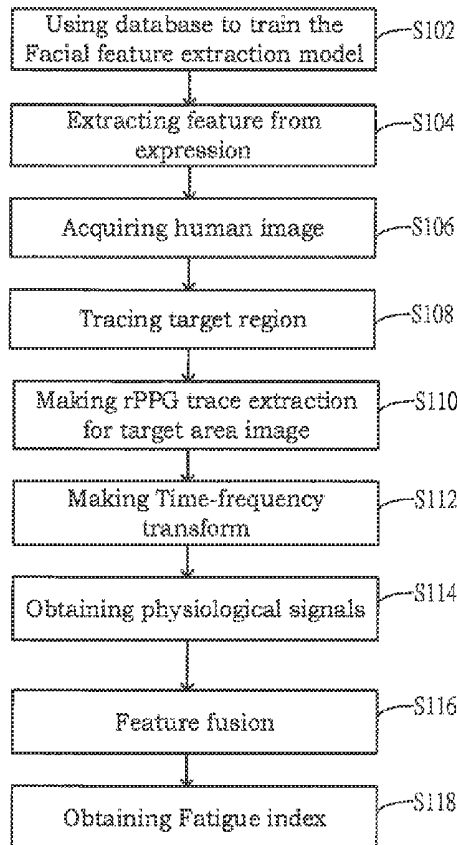 Using database to train the
Facial feature extraction model
S102
Extracting feature from
expression
S104
Acquiring human image
S106
Tracing target region
S108
Making rPPG trace extraction
for target area image
S110
Making Time-frequency
transform
S112
Obtaining physiological signals
S114
Feature fusion
S116
Obtaining Fatigue index
S118